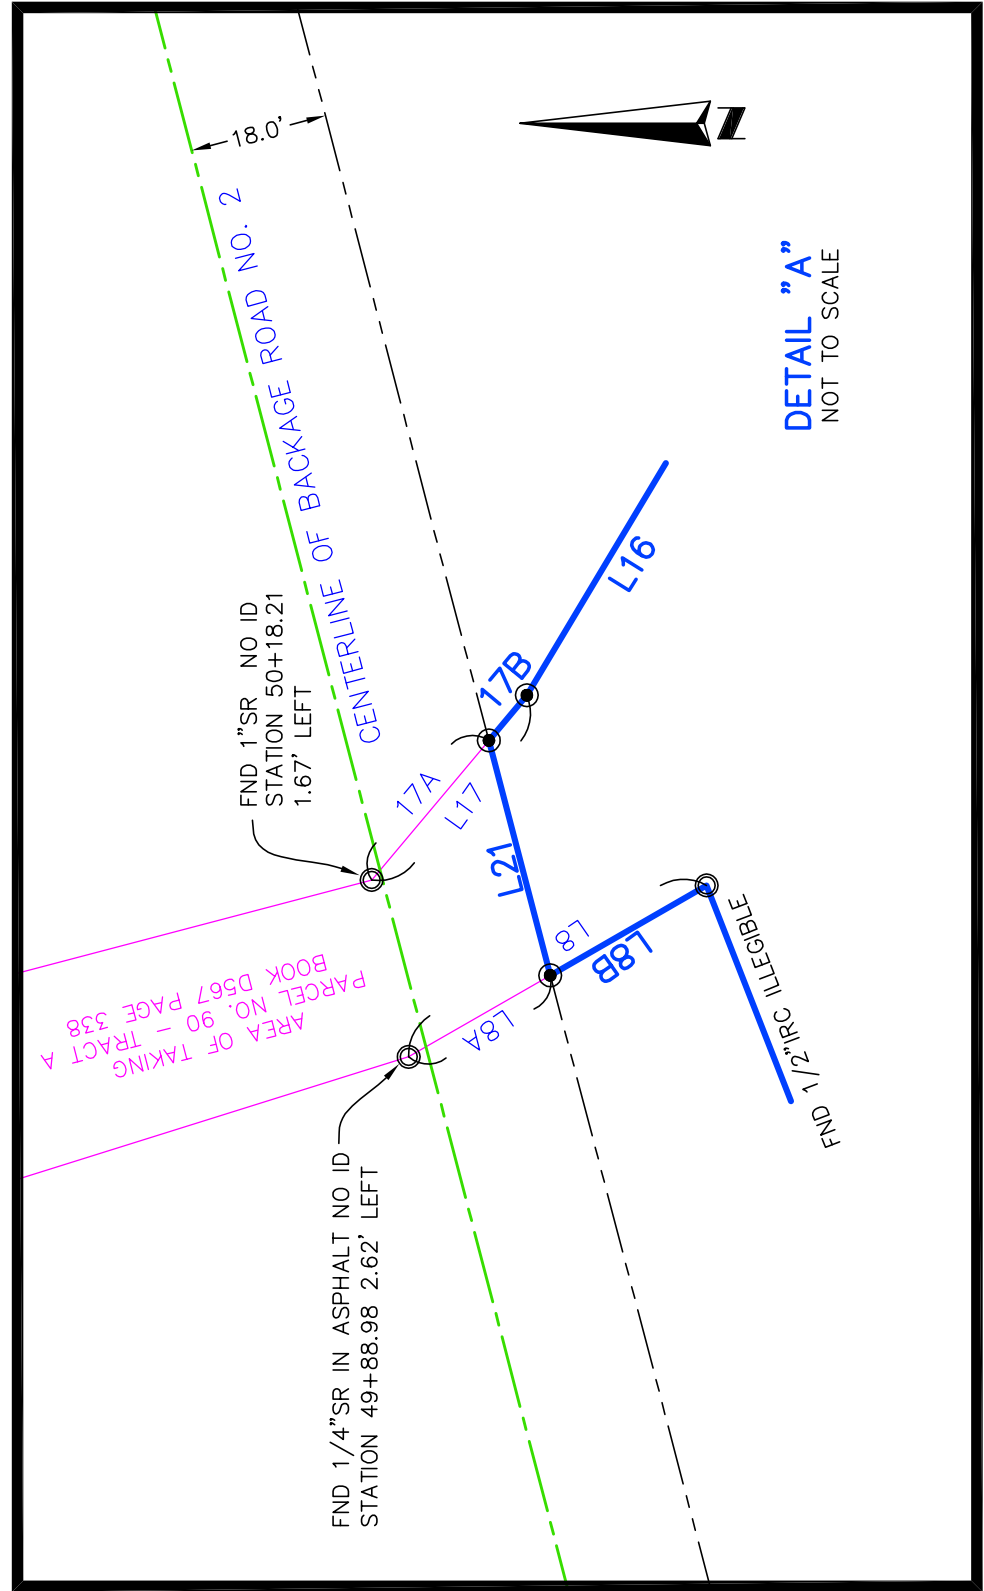 18.0'
N
CENTERLINE OF BACKAGE ROAD NO. 2
DETAIL "A"
NOT TO SCALE
FND 1"SR NO ID
STATION 50+18.21
1.67' LEFT
L16
17B
17A
L17
L21
L8
L8B
L8A
AREA OF TAKING
PARCEL NO. 90 – TRACT A
BOOK D567 PAGE 338
FND 1/2"IRC ILLEGIBLE
FND 1/4"SR IN ASPHALT NO ID
STATION 49+88.98 2.62' LEFT